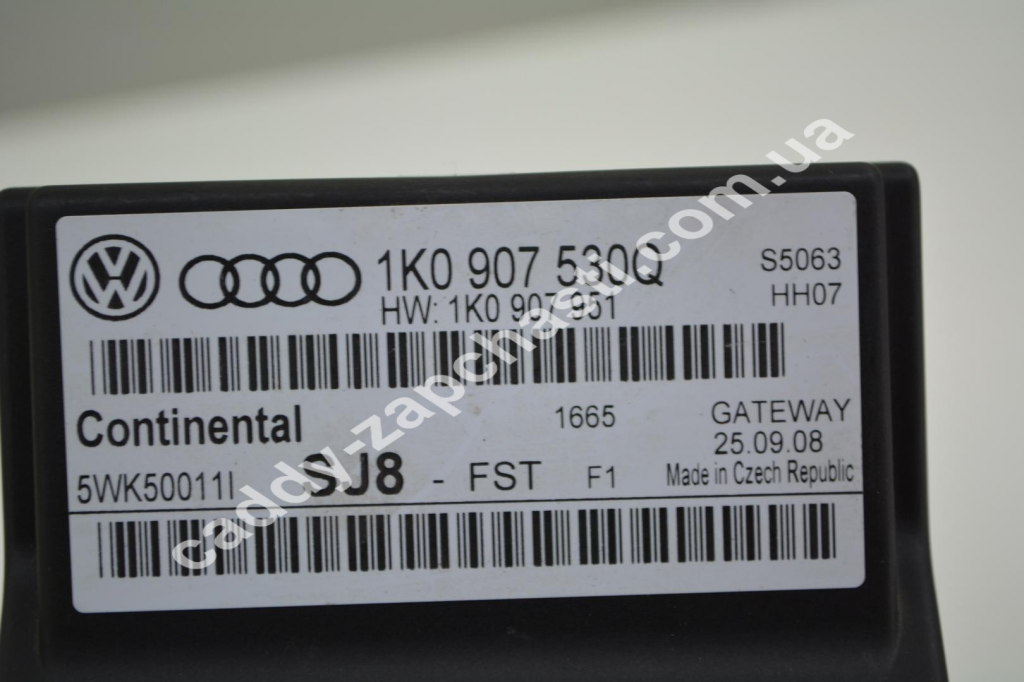 1K0 907 530Q
HW: 1K0 907 951
S5063
HH07
Continental
1665
GATEWAY
25.09.08
5WK50011I
SJ8 - FST F1
Made in Czech Republic
caddy-zapchasti.com.ua